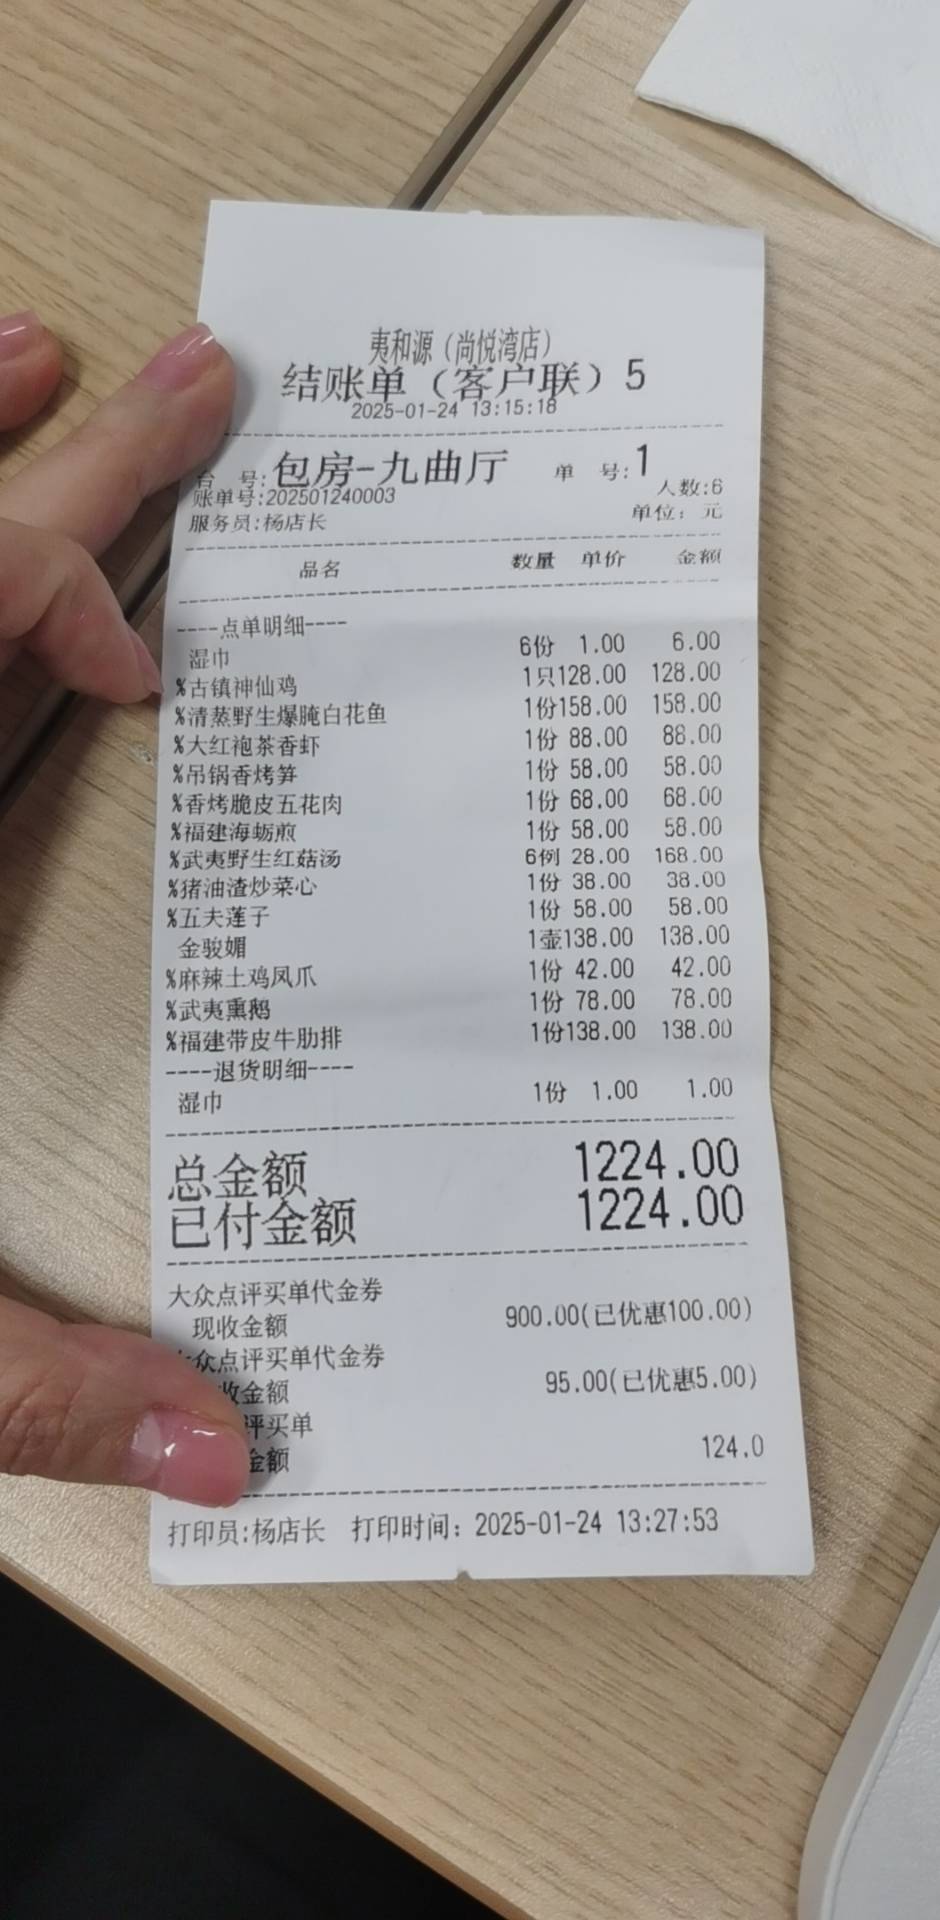 夷和源（尚悦湾店）
结账单（客户联）5
2025-01-24 13:15:18
台 号:包房-九曲厅 单 号:1
账单号:202501240003 人数:6
服务员:杨店长 单位: 元
品名 数量 单价 金额
----点单明细----
湿巾 6份 1.00 6.00
%古镇神仙鸡 1只128.00 128.00
%清蒸野生爆腌白花鱼 1份158.00 158.00
%大红袍茶香虾 1份 88.00 88.00
%吊锅香烤笋 1份 58.00 58.00
%香烤脆皮五花肉 1份 68.00 68.00
%福建海蛎煎 1份 58.00 58.00
%武夷野生红菇汤 6例 28.00 168.00
%猪油渣炒菜心 1份 38.00 38.00
%五夫莲子 1份 58.00 58.00
金骏媚 1壶138.00 138.00
%麻辣土鸡凤爪 1份 42.00 42.00
%武夷熏鹅 1份 78.00 78.00
%福建带皮牛肋排 1份138.00 138.00
----退货明细----
湿巾 1份 1.00 1.00
总金额 1224.00
已付金额 1224.00
大众点评买单代金券
现收金额 900.00(已优惠100.00)
众点评买单代金券
收金额 95.00(已优惠5.00)
评买单
金额 124.0
打印员:杨店长 打印时间: 2025-01-24 13:27:53